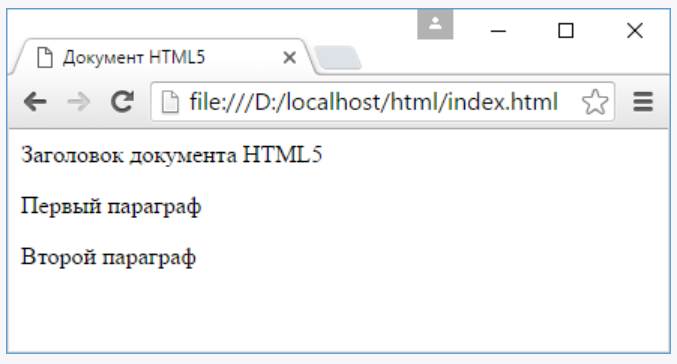 Документ HTML5
file:///D:/localhost/html/index.html
Заголовок документа HTML5
Первый параграф
Второй параграф